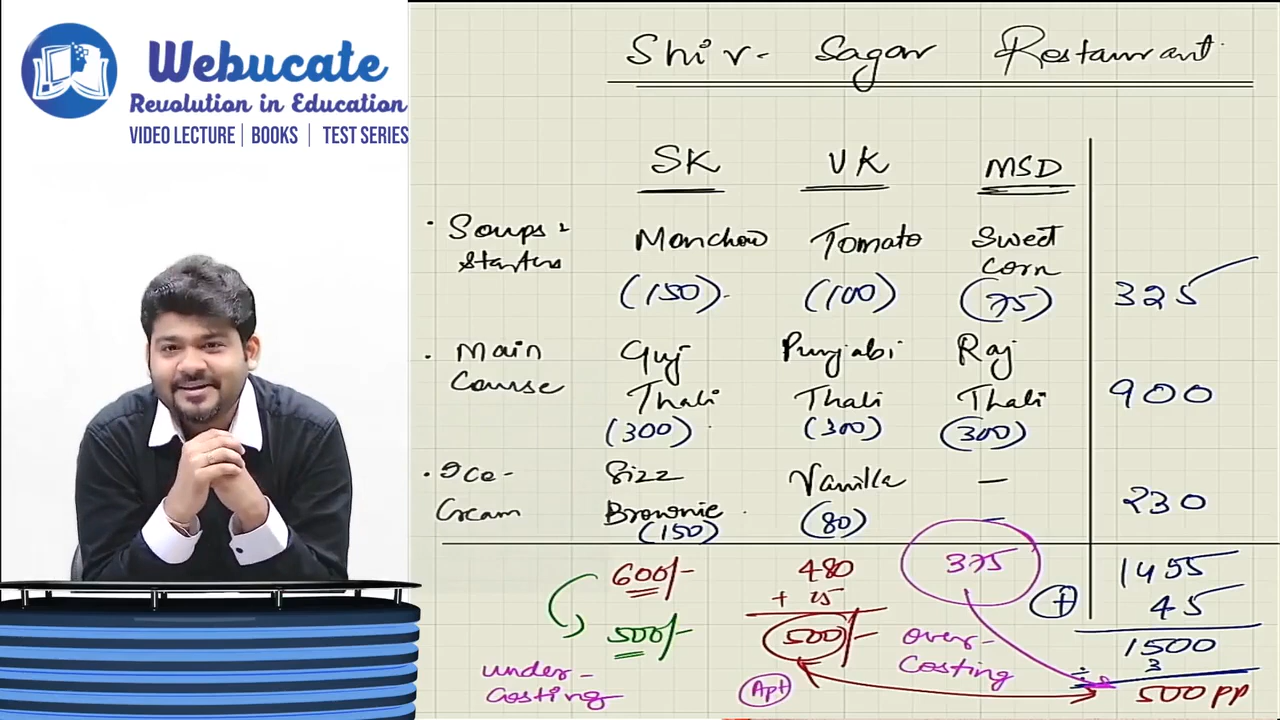 Webucate
Revolution in Education
VIDEO LECTURE | BOOKS | TEST SERIES
Shiv-Sagar Restaurant
SK VK MSD
• Soups & Starters
Manchow Tomato Sweet corn
(150) (100) (75) 325
• Main Course
Guj Thali Punjabi Thali Raj Thali
(300) (300) (300) 900
• Ice-Cream
Sizz Brownie Vanilla —
(150) (80) — 230
600/- 480 375 1455
+ 15 + 45
500/- 500/- 1500
÷ 3
under-costing
Apt
over-costing
500 pp